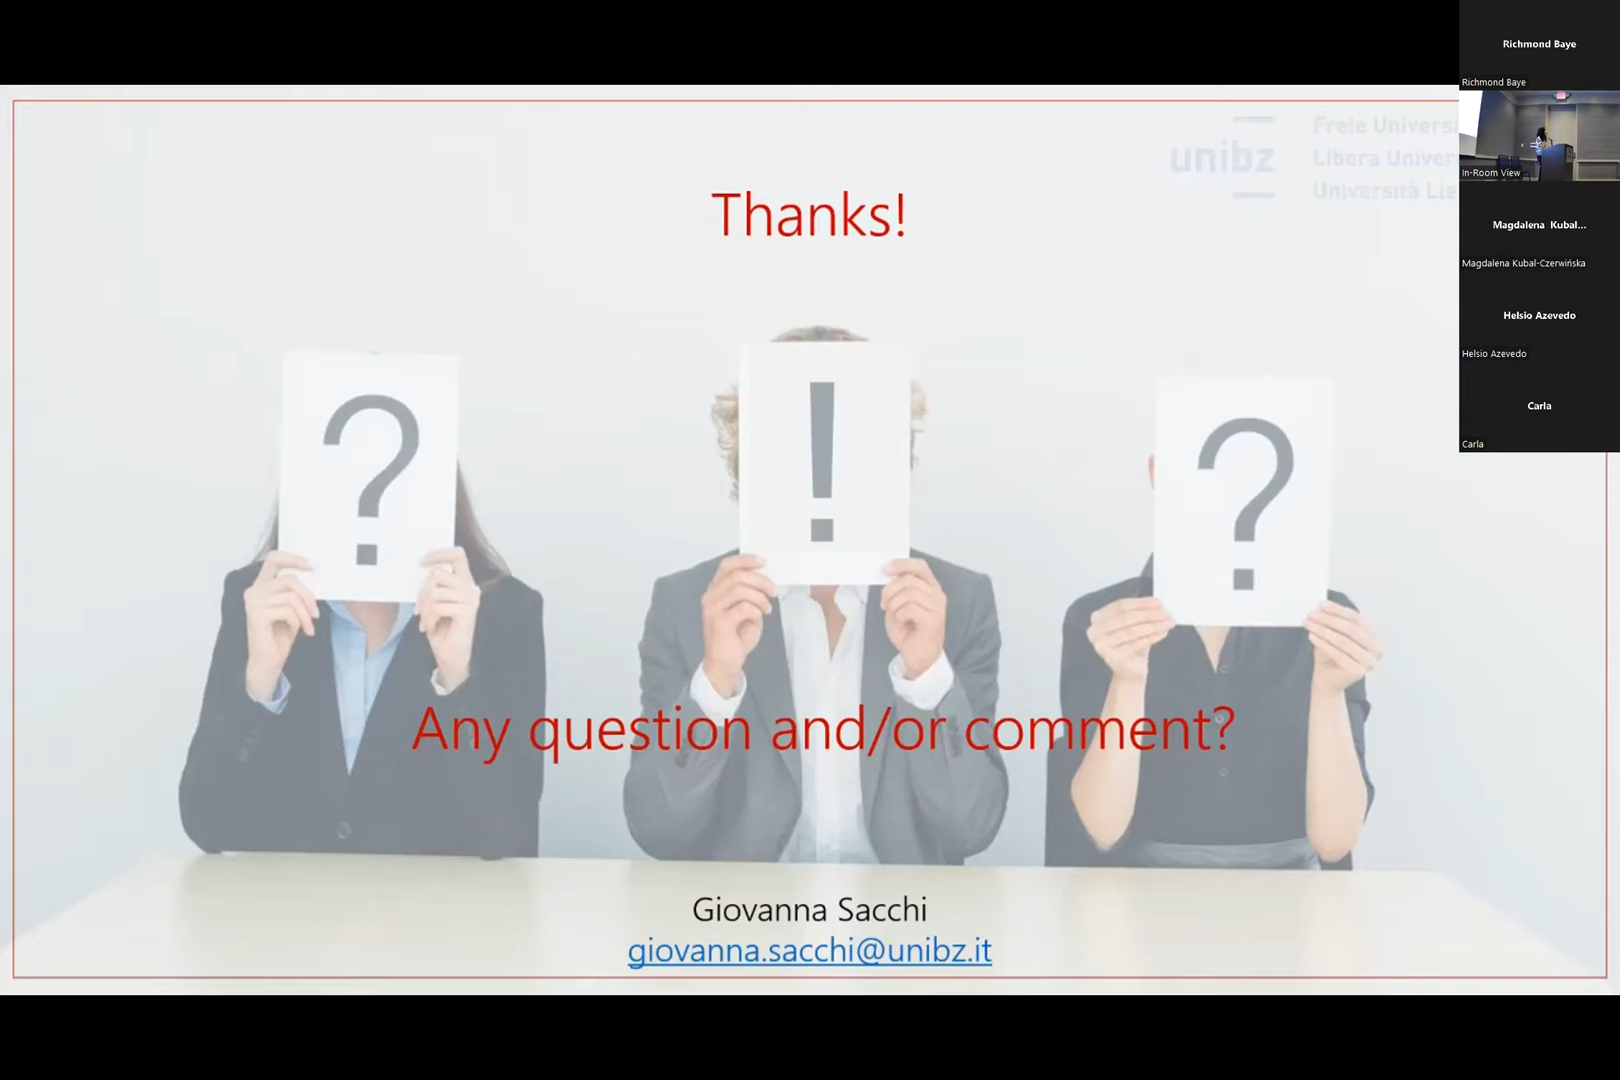 Richmond Baye
Richmond Baye
In-Room View
Magdalena Kubal...
Magdalena Kubal-Czerwińska
Helsio Azevedo
Helsio Azevedo
Carla
Carla
unibz
Freie Universi
Libera Univer
Università Lie
Thanks!
?
!
?
Any question and/or comment?
Giovanna Sacchi
giovanna.sacchi@unibz.it